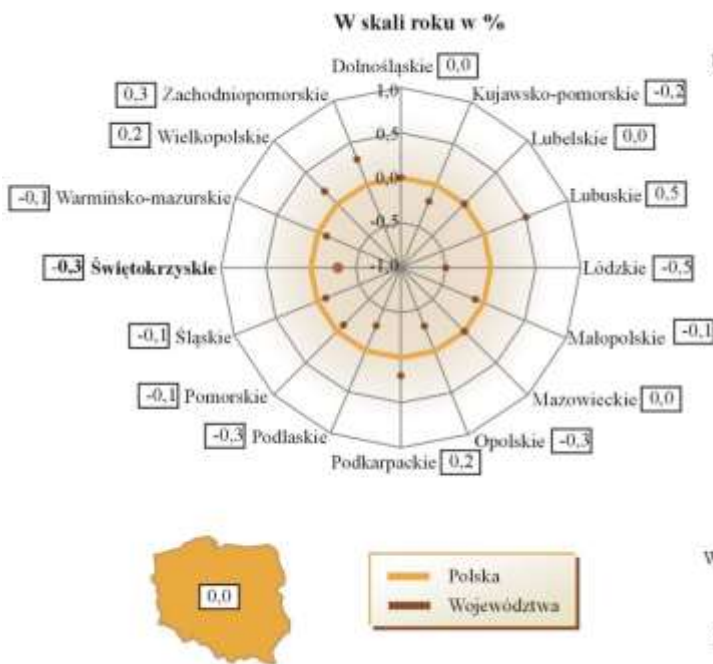 W skali roku w %
Dolnośląskie 0,0
0,3 Zachodniopomorskie
1,0
Kujawsko-pomorskie -0,2
0,2 Wielkopolskie
0,5
Lubelskie 0,0
-0,1 Warmińsko-mazurskie
0,0
Lubuskie 0,5
-0,5
-0,3 Świętokrzyskie
-1,0
Łódzkie -0,5
-0,1
Śląskie
Małopolskie -0,1
-0,1 Pomorskie
Mazowieckie 0,0
-0,3 Podlaskie
Opolskie -0,3
Podkarpackie 0,2
0,0
Polska
Województwa
W